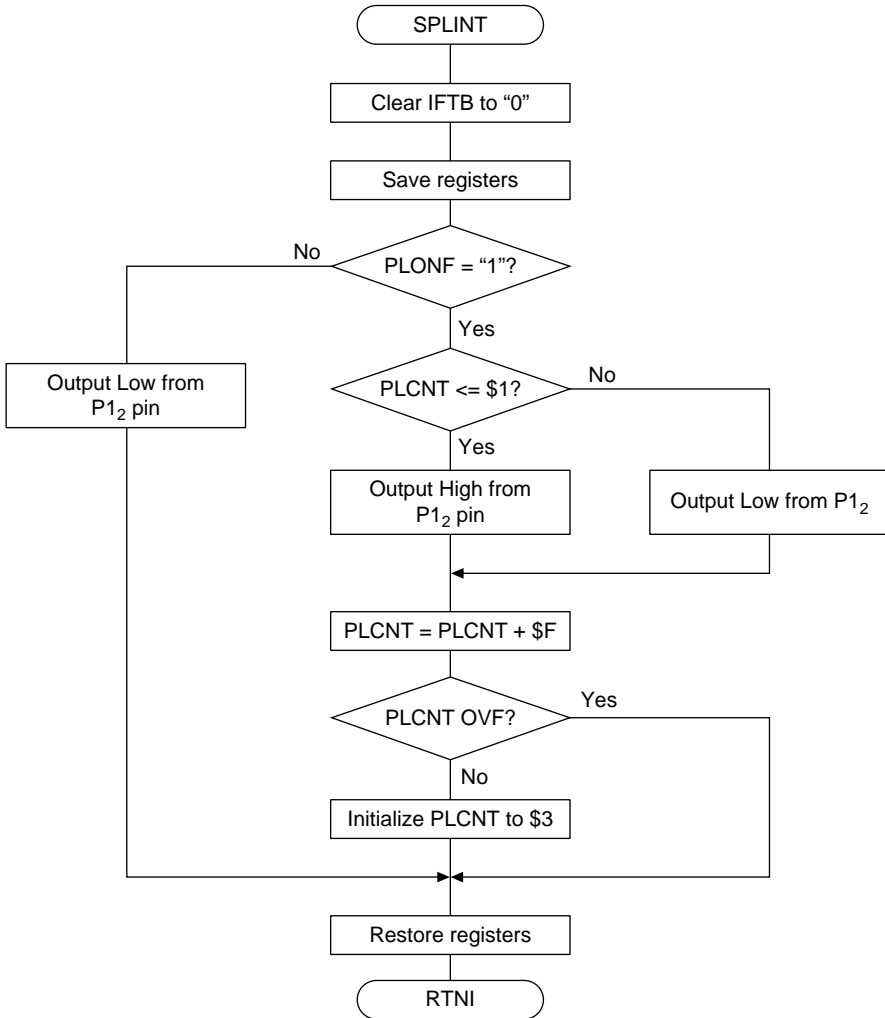 SPLINT
Clear IFTB to “0”
Save registers
No
PLONF = “1”?
Yes
Output Low from
P1₂ pin
PLCNT <= $1?
No
Yes
Output High from
P1₂ pin
Output Low from P1₂
PLCNT = PLCNT + $F
PLCNT OVF?
Yes
No
Initialize PLCNT to $3
Restore registers
RTNI